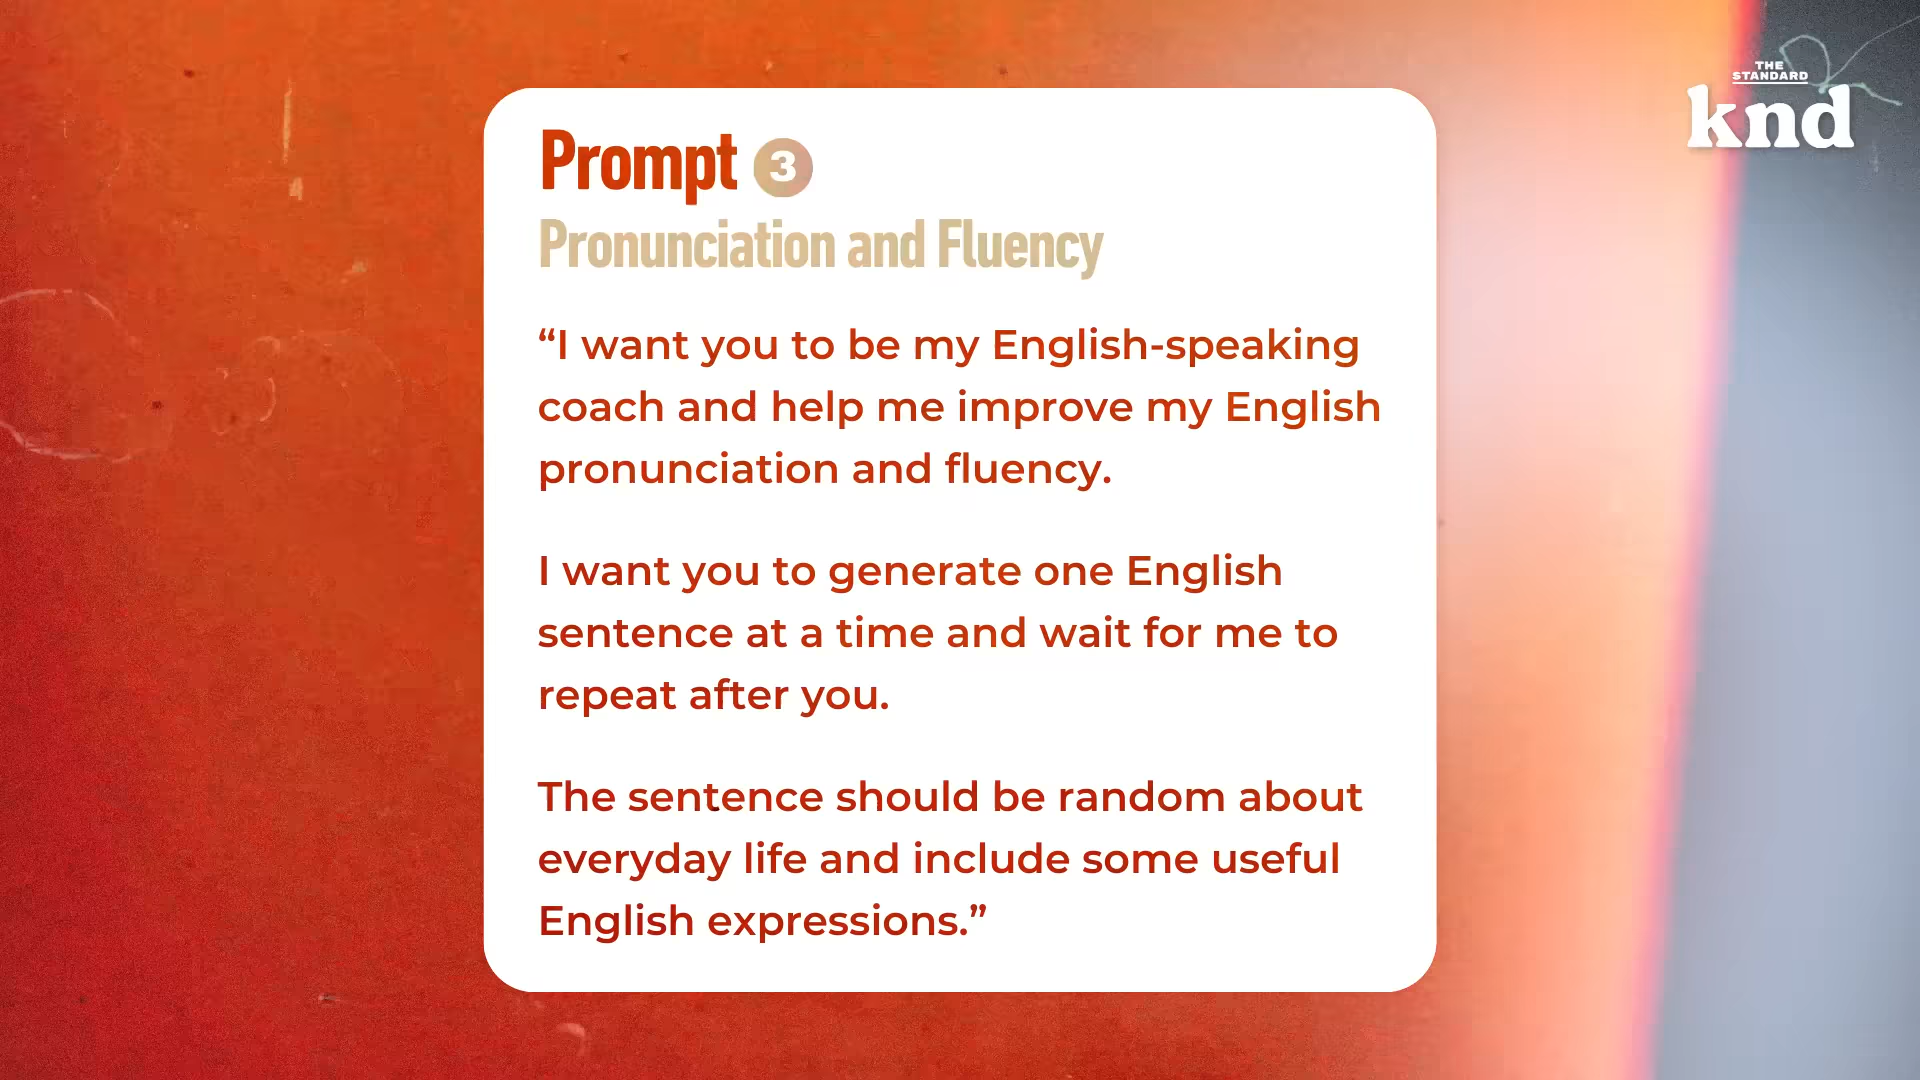 THE
STANDARD
knd
Prompt 3
Pronunciation and Fluency
“I want you to be my English-speaking
coach and help me improve my English
pronunciation and fluency.
I want you to generate one English
sentence at a time and wait for me to
repeat after you.
The sentence should be random about
everyday life and include some useful
English expressions.”